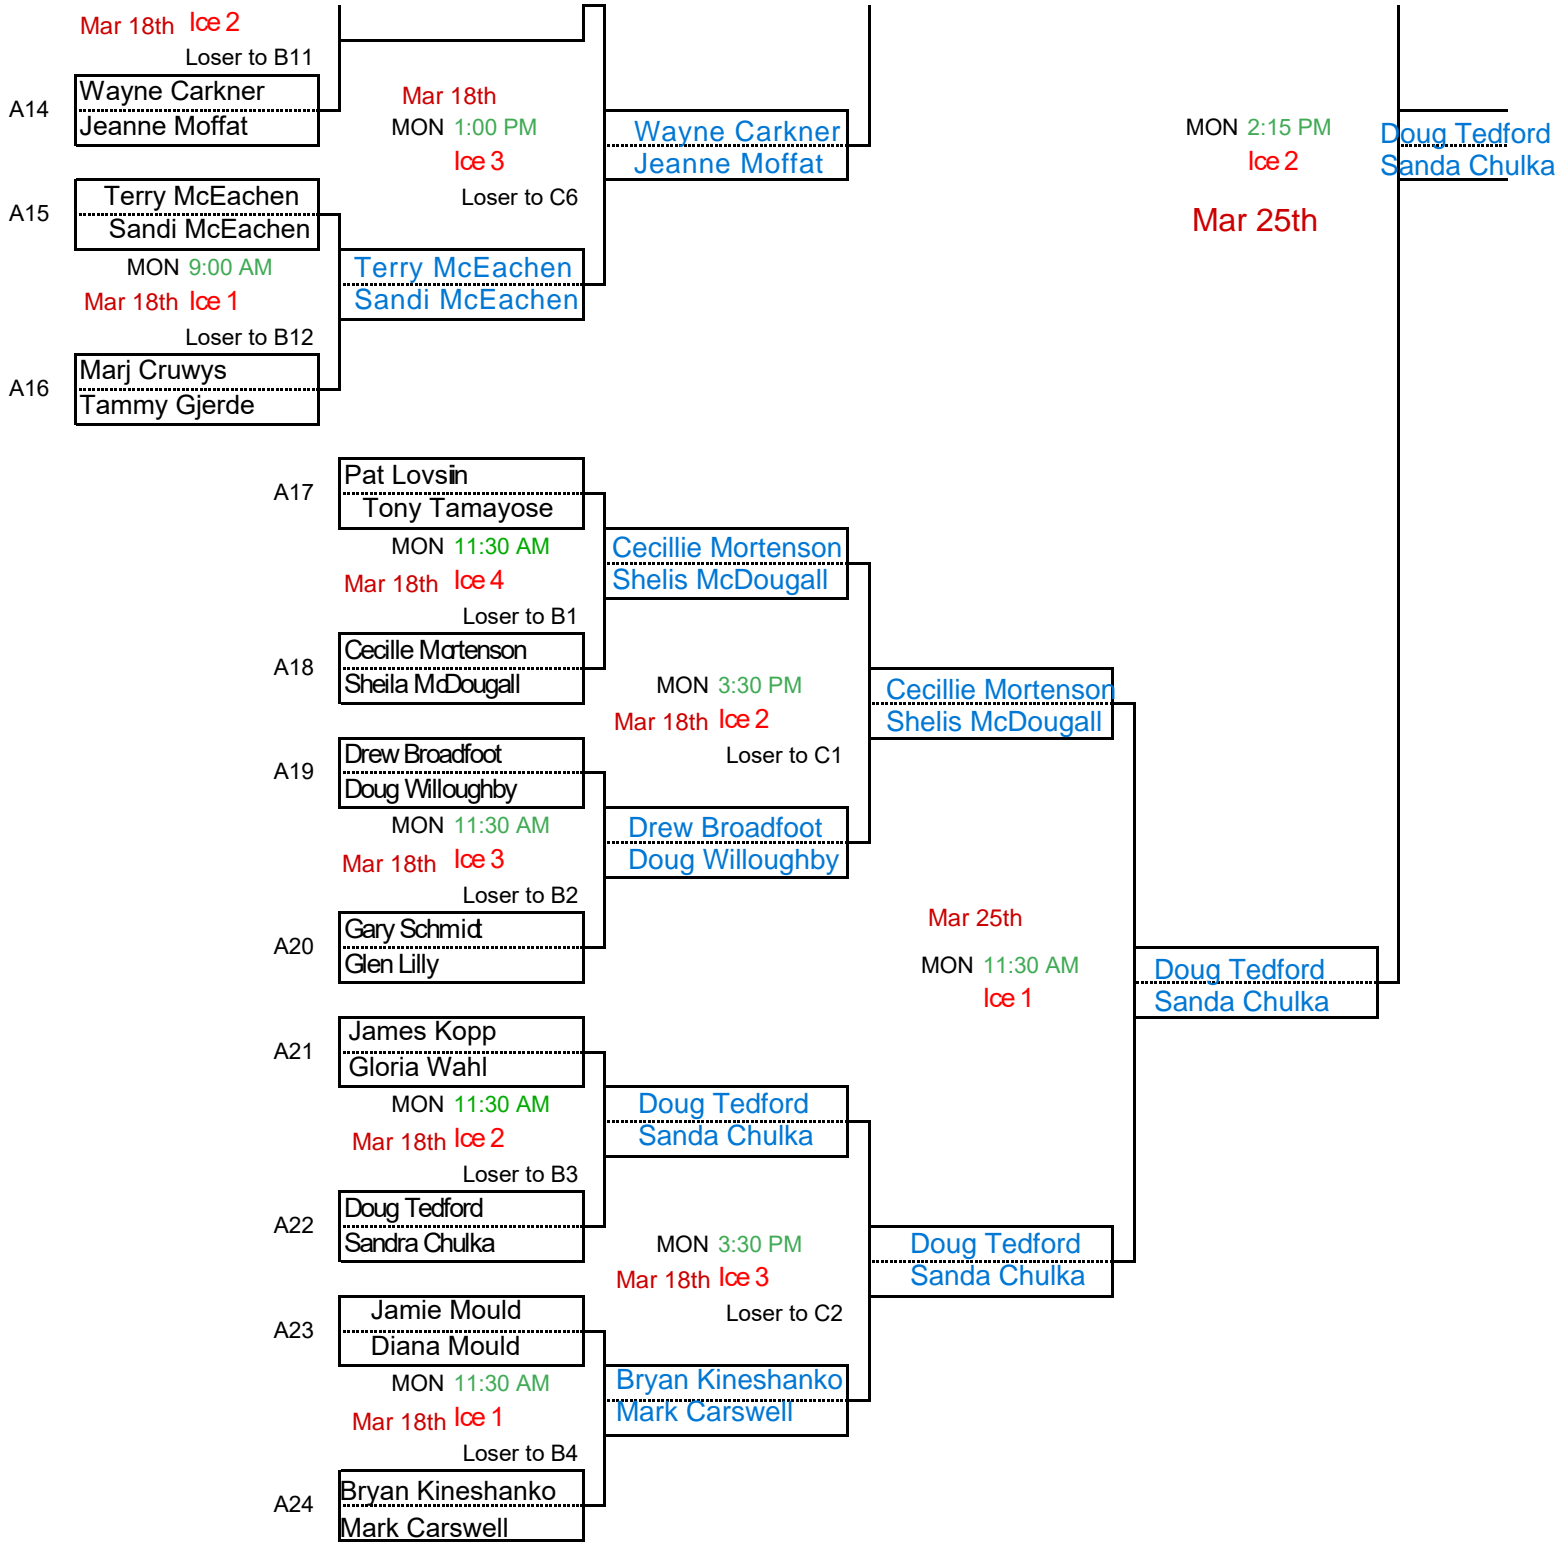 Mar 18th Ice 2
Loser to B11
A14
Wayne Carkner
Jeanne Moffat
Mar 18th
MON 1:00 PM
Ice 3
Loser to C6
Wayne Carkner
Jeanne Moffat
MON 2:15 PM
Ice 2
Mar 25th
Doug Tedford
Sanda Chulka
A15
Terry McEachen
Sandi McEachen
MON 9:00 AM
Mar 18th Ice 1
Loser to B12
Terry McEachen
Sandi McEachen
A16
Marj Cruwys
Tammy Gjerde
A17
Pat Lovsiin
Tony Tamayose
MON 11:30 AM
Mar 18th Ice 4
Loser to B1
Cecillie Mortenson
Shelis McDougall
A18
Cecille Mortenson
Sheila McDougall
MON 3:30 PM
Mar 18th Ice 2
Loser to C1
Cecillie Mortenson
Shelis McDougall
A19
Drew Broadfoot
Doug Willoughby
MON 11:30 AM
Mar 18th Ice 3
Loser to B2
Drew Broadfoot
Doug Willoughby
A20
Gary Schmidt
Glen Lilly
Mar 25th
MON 11:30 AM
Ice 1
Doug Tedford
Sanda Chulka
A21
James Kopp
Gloria Wahl
MON 11:30 AM
Mar 18th Ice 2
Loser to B3
Doug Tedford
Sanda Chulka
A22
Doug Tedford
Sandra Chulka
MON 3:30 PM
Mar 18th Ice 3
Loser to C2
Doug Tedford
Sanda Chulka
A23
Jamie Mould
Diana Mould
MON 11:30 AM
Mar 18th Ice 1
Loser to B4
Bryan Kineshanko
Mark Carswell
A24
Bryan Kineshanko
Mark Carswell